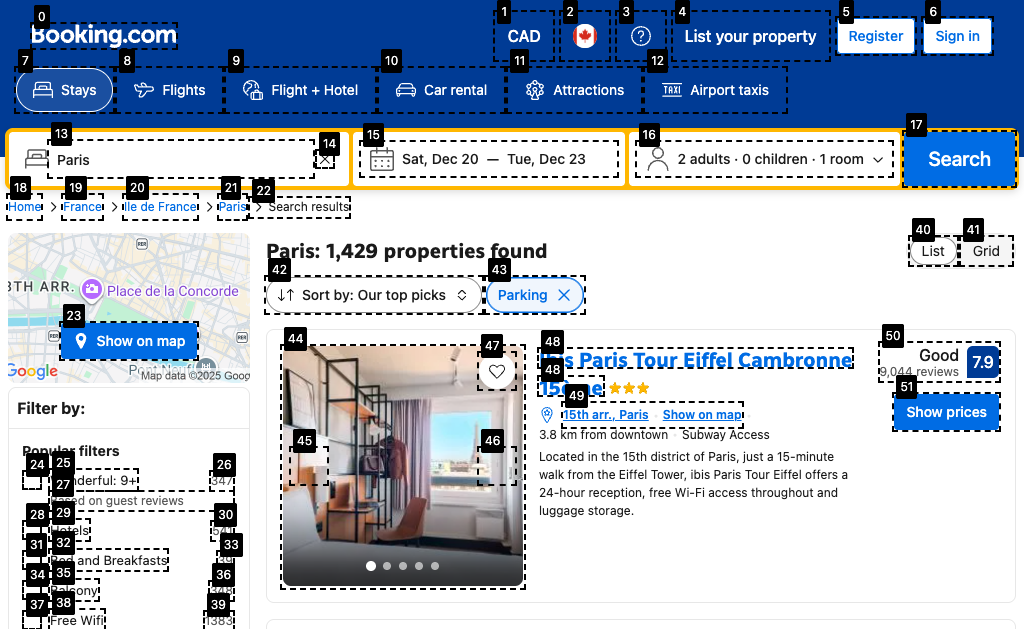 Booking.com
CAD
List your property
Register
Sign in
Stays
Flights
Flight + Hotel
Car rental
Attractions
Airport taxis
Paris
Sat, Dec 20 — Tue, Dec 23
2 adults · 0 children · 1 room
Search
Home > France > Ile de France > Paris > Search results
8TH ARR.
Place de la Concorde
Show on map
Google
Map data ©2025 Goog
Filter by:
Popular filters
Wonderful: 9+ 347
Based on guest reviews
Hotels
Bed and Breakfasts
Balcony
Free Wifi 1383
Paris: 1,429 properties found
List
Grid
Sort by: Our top picks
Parking
ibis Paris Tour Eiffel Cambronne
15ème
15th arr., Paris
Show on map
3.8 km from downtown · Subway Access
Located in the 15th district of Paris, just a 15-minute
walk from the Eiffel Tower, ibis Paris Tour Eiffel offers a
24-hour reception, free Wi-Fi access throughout and
luggage storage.
Good
9,044 reviews
7.9
Show prices
0
1
2
3
4
5
6
7
8
9
10
11
12
13
14
15
16
17
18
19
20
21
22
23
24
25
26
27
28
29
30
31
32
33
34
35
36
37
38
39
40
41
42
43
44
45
46
47
48
48
49
50
51